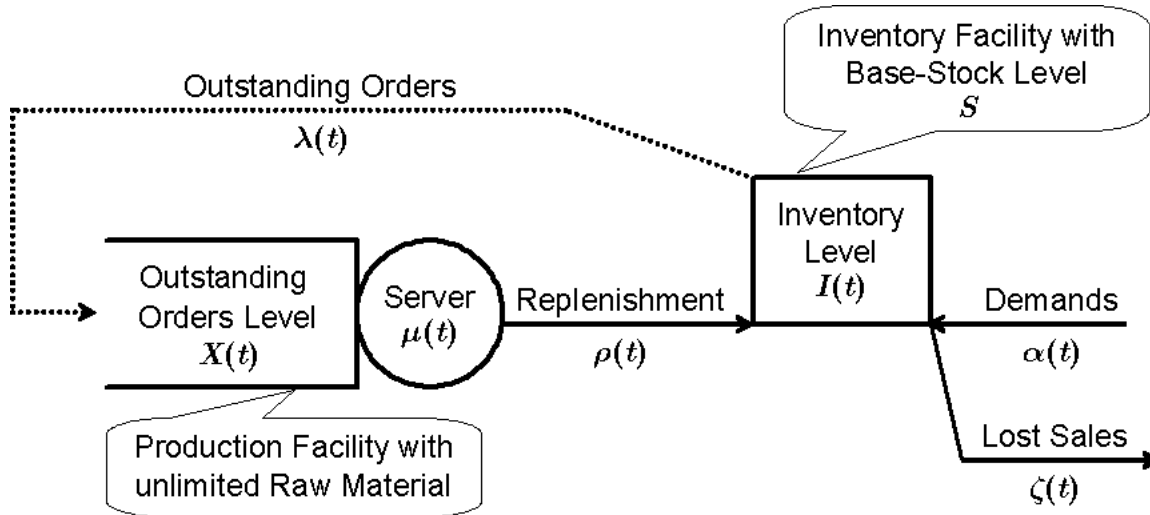 Inventory Facility with
Base-Stock Level
S
Outstanding Orders
λ(t)
Inventory
Level
I(t)
Outstanding
Orders Level
X(t)
Server
μ(t)
Replenishment
ρ(t)
Demands
α(t)
Production Facility with
unlimited Raw Material
Lost Sales
ζ(t)